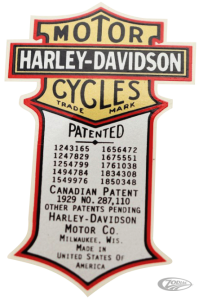 MOTOR
HARLEY-DAVIDSON
CYCLES
TRADE MARK
PATENTED
1243165 1656472
1247829 1675551
1254799 1761038
1494784 1834308
1549976 1850348
CANADIAN PATENT
1929 NO. 287,110
OTHER PATENTS PENDING
HARLEY-DAVIDSON
MOTOR CO.
MILWAUKEE, WIS.
MADE IN
UNITED STATES OF
AMERICA
ZODIAC